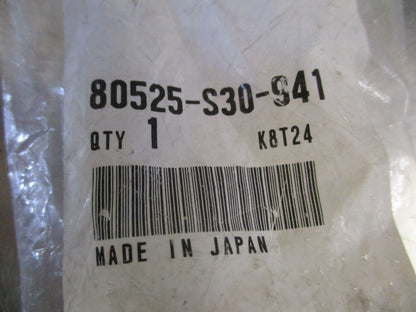 80525-S30-941
QTY 1 K8T24
MADE IN JAPAN